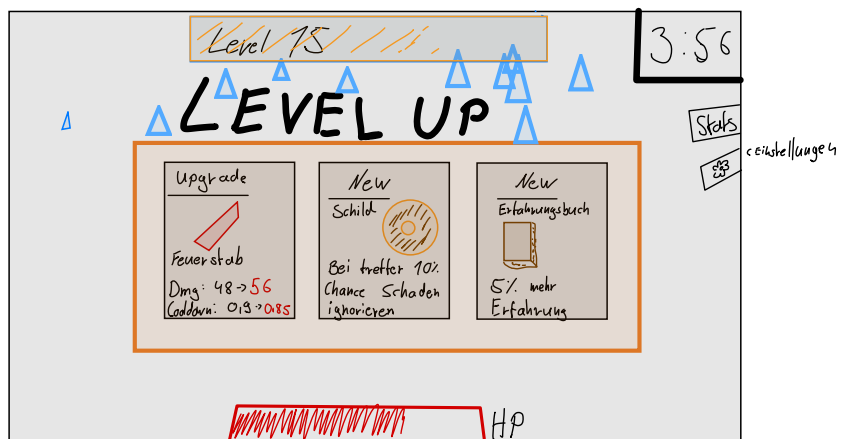 Level 15
3:56
LEVEL UP
Stats
Einstellungen
Upgrade
Feuerstab
Dmg: 48→56
Cooldown: 0,9→0,85
New
Schild
Bei treffer 10%
Chance Schaden
ignorieren
New
Erfahrungsbuch
5% mehr
Erfahrung
HP